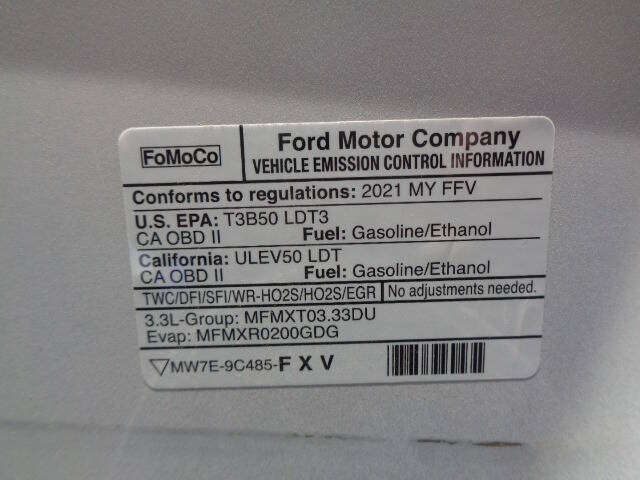 FoMoCo
Ford Motor Company
VEHICLE EMISSION CONTROL INFORMATION
Conforms to regulations: 2021 MY FFV
U.S. EPA: T3B50 LDT3
CA OBD II Fuel: Gasoline/Ethanol
California: ULEV50 LDT
CA OBD II Fuel: Gasoline/Ethanol
TWC/DFI/SFI/WR-HO2S/HO2S/EGR No adjustments needed.
3.3L-Group: MFMXT03.33DU
Evap: MFMXR0200GDG
MW7E-9C485-F X V